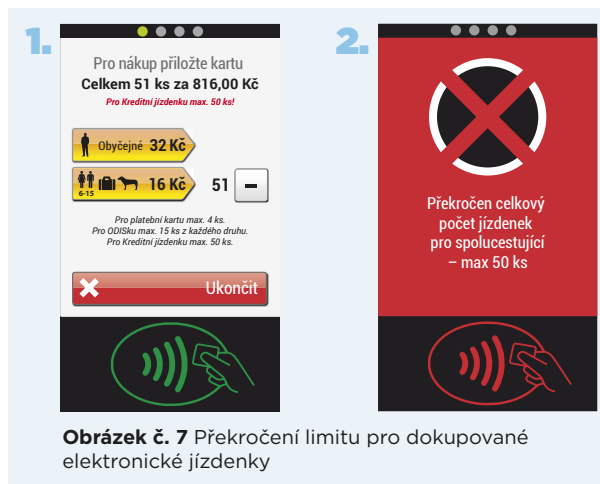 1.
Pro nákup přiložte kartu
Celkem 51 ks za 816,00 Kč
Pro Kreditní jízdenku max. 50 ks!
Obyčejné 32 Kč
6-15 16 Kč 51 –
Pro platební kartu max. 4 ks.
Pro ODISku max. 15 ks z každého druhu.
Pro Kreditní jízdenku max. 50 ks.
Ukončit
2.
Překročen celkový
počet jízdenek
pro spolucestující
– max 50 ks
Obrázek č. 7 Překročení limitu pro dokupované
elektronické jízdenky